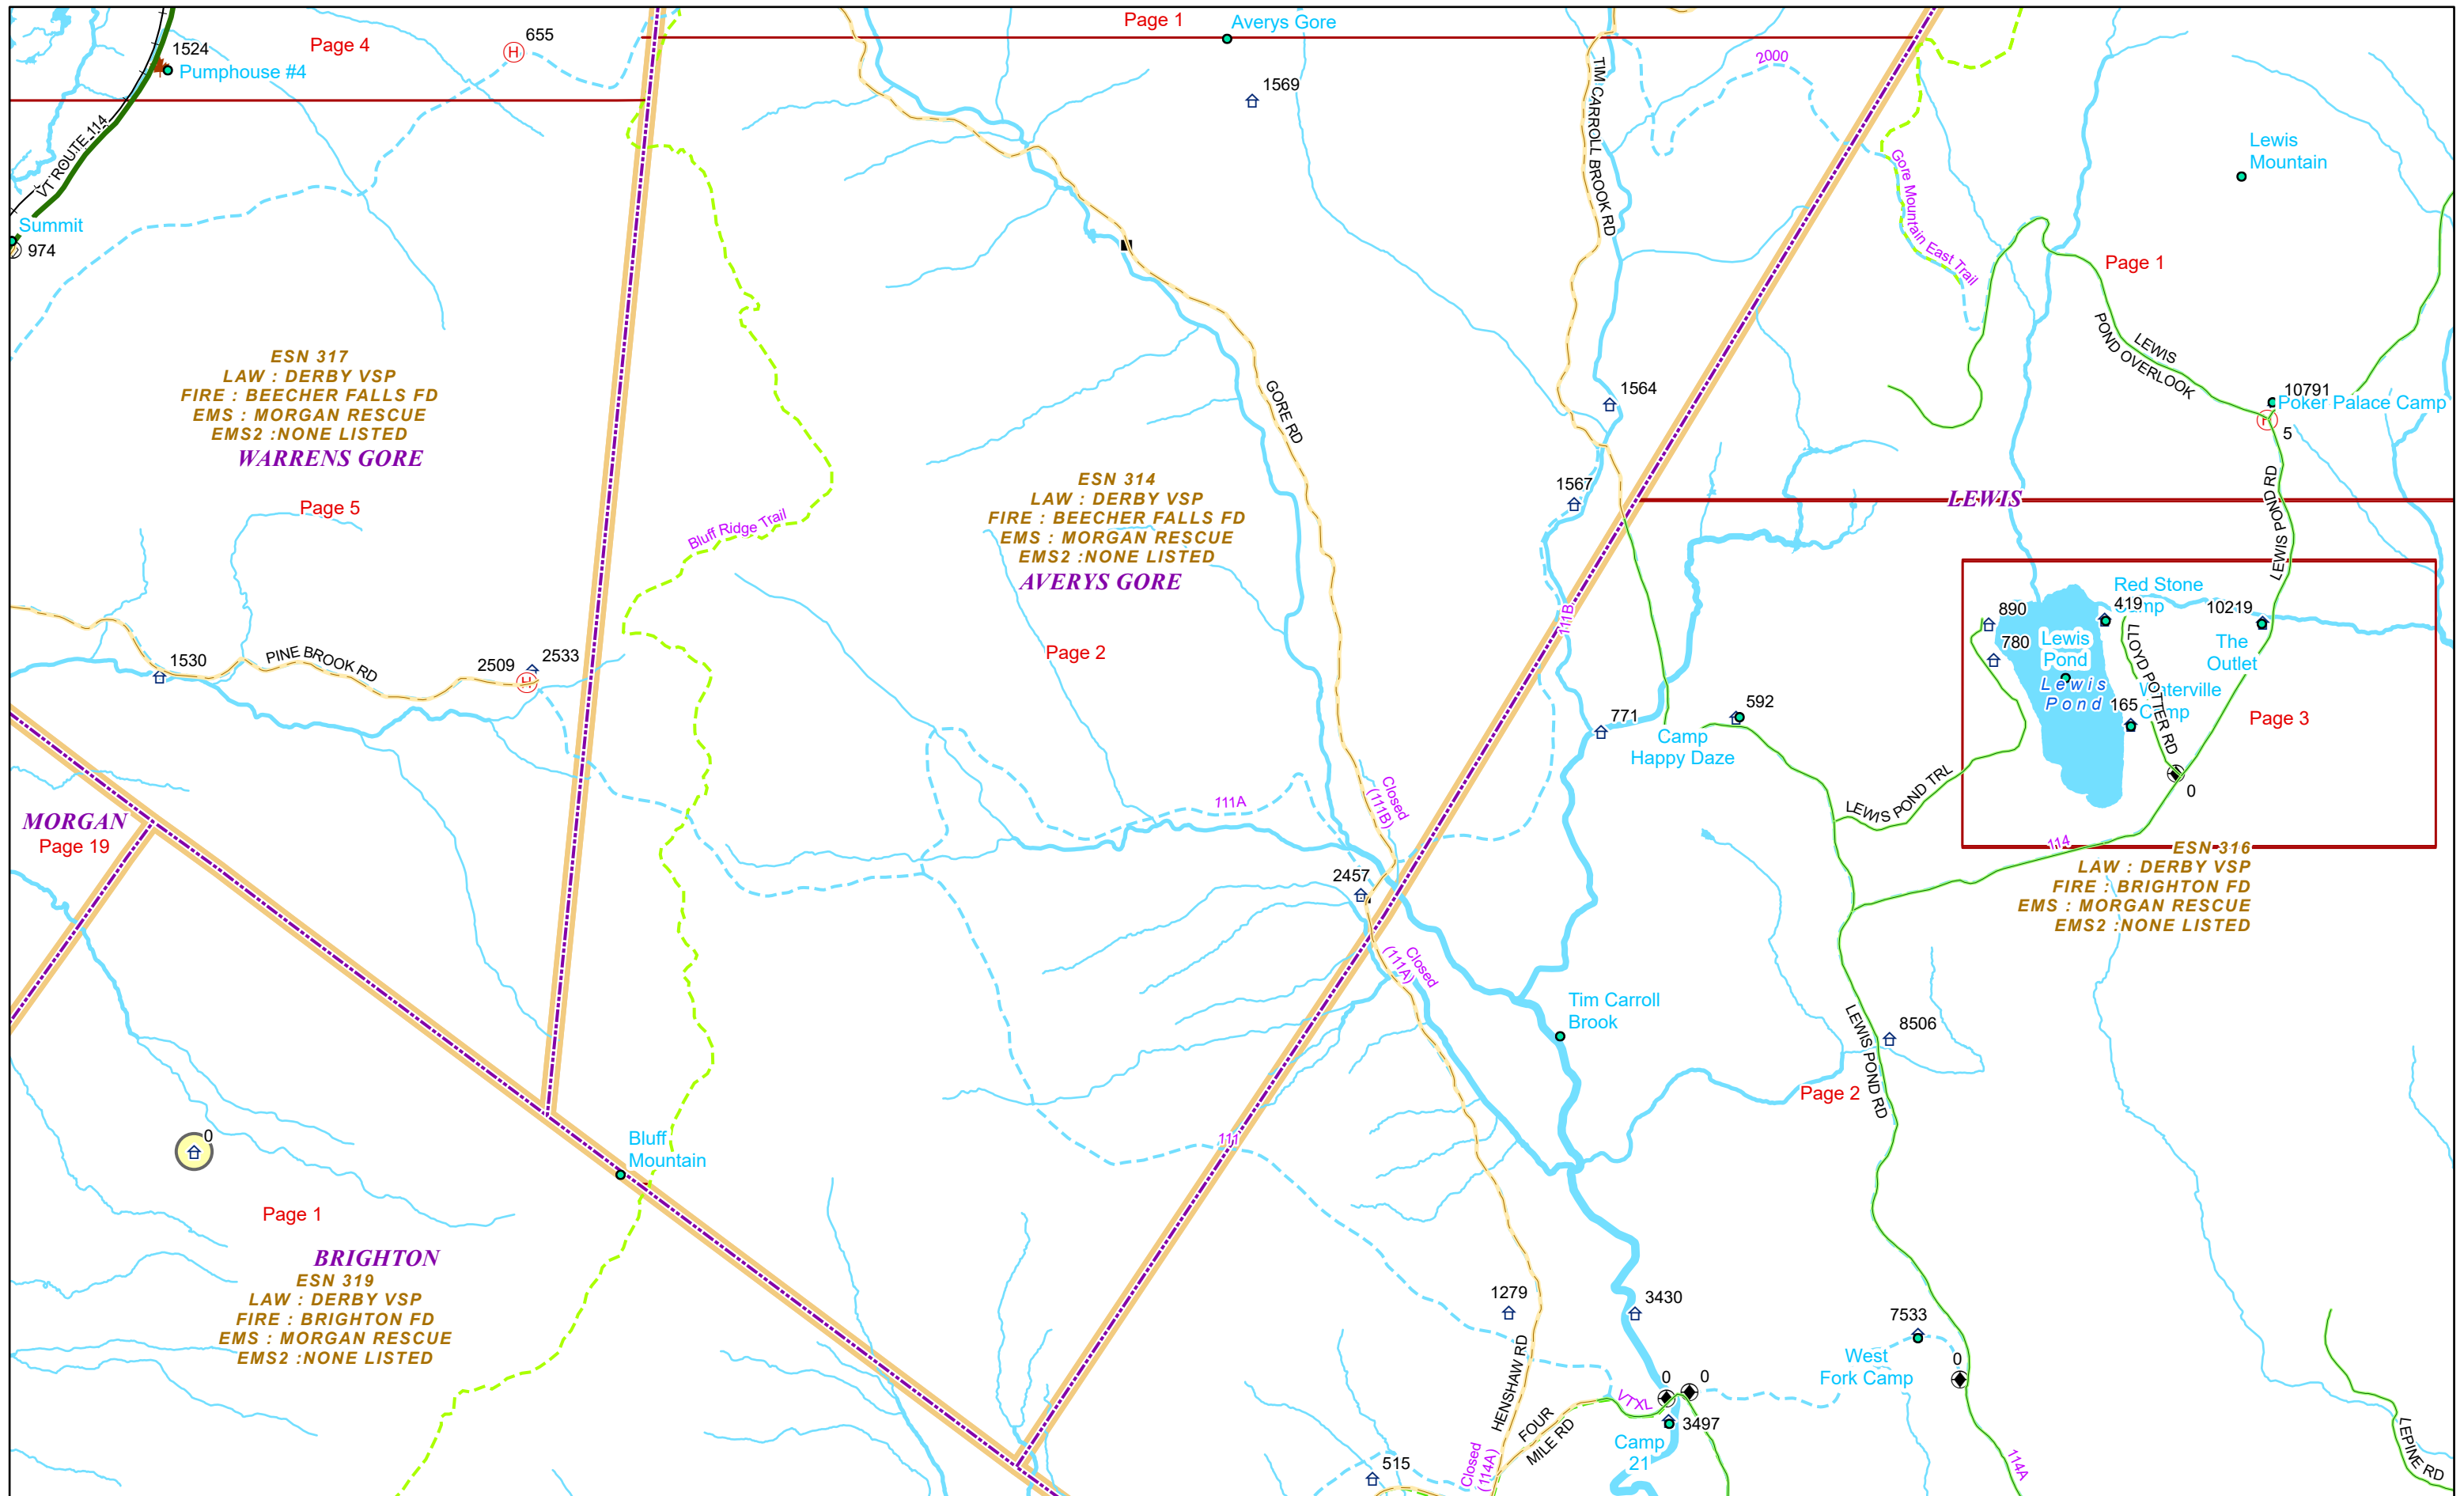 Page 1
Averys Gore
655
Page 4
1524
Pumphouse #4
2000
1569
TIM CARROLL BROOK RD
VT ROUTE 114
Lewis
Mountain
Gore Mountain East Trail
Summit
974
Page 1
LEWIS
POND OVERLOOK
ESN 317
LAW : DERBY VSP
FIRE : BEECHER FALLS FD
EMS : MORGAN RESCUE
EMS2 :NONE LISTED
WARRENS GORE
Page 5
GORE RD
1564
10791
Poker Palace Camp
5
ESN 314
LAW : DERBY VSP
FIRE : BEECHER FALLS FD
EMS : MORGAN RESCUE
EMS2 :NONE LISTED
AVERYS GORE
1567
LEWIS
LEWIS POND RD
Bluff Ridge Trail
Page 2
111B
Red Stone
Camp
419
10219
890
780
Lewis
Pond
Lewis
Pond
LLOYD POTTER RD
The
Outlet
Winterville
Camp
165
Page 3
1530
PINE BROOK RD
2509
2533
771
592
Camp
Happy Daze
LEWIS POND TRL
0
111A
Closed
(111B)
MORGAN
Page 19
114
ESN 316
LAW : DERBY VSP
FIRE : BRIGHTON FD
EMS : MORGAN RESCUE
EMS2 :NONE LISTED
2457
Closed
(111A)
Tim Carroll
Brook
8506
LEWIS POND RD
Page 2
0
Bluff
Mountain
111
Page 1
BRIGHTON
ESN 319
LAW : DERBY VSP
FIRE : BRIGHTON FD
EMS : MORGAN RESCUE
EMS2 :NONE LISTED
1279
3430
7533
West
Fork Camp
0
HENSHAW RD
0
0
VTXL
FOUR
MILE RD
3497
Camp
21
515
Closed
(114A)
114A
LEPINE RD